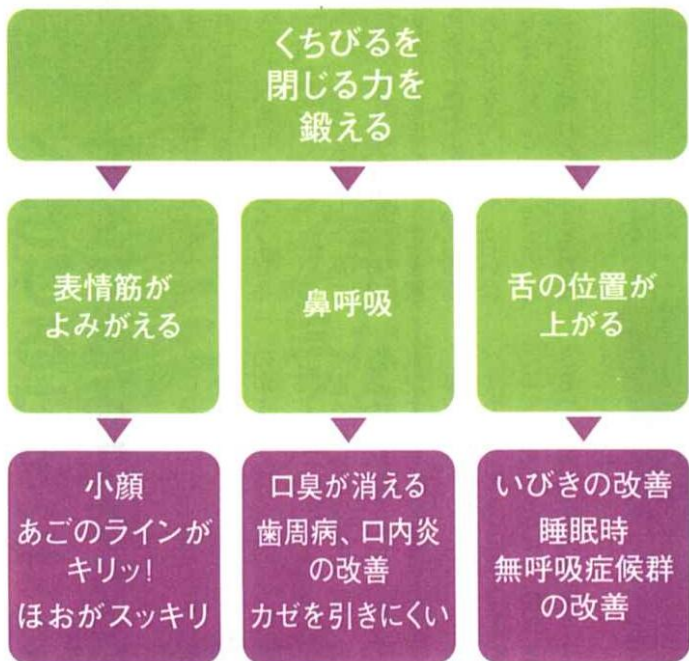 くちびるを
閉じる力を
鍛える
表情筋が
よみがえる
鼻呼吸
舌の位置が
上がる
小顔
あごのラインが
キリッ!
ほおがスッキリ
口臭が消える
歯周病、口内炎
の改善
カゼを引きにくい
いびきの改善
睡眠時
無呼吸症候群
の改善